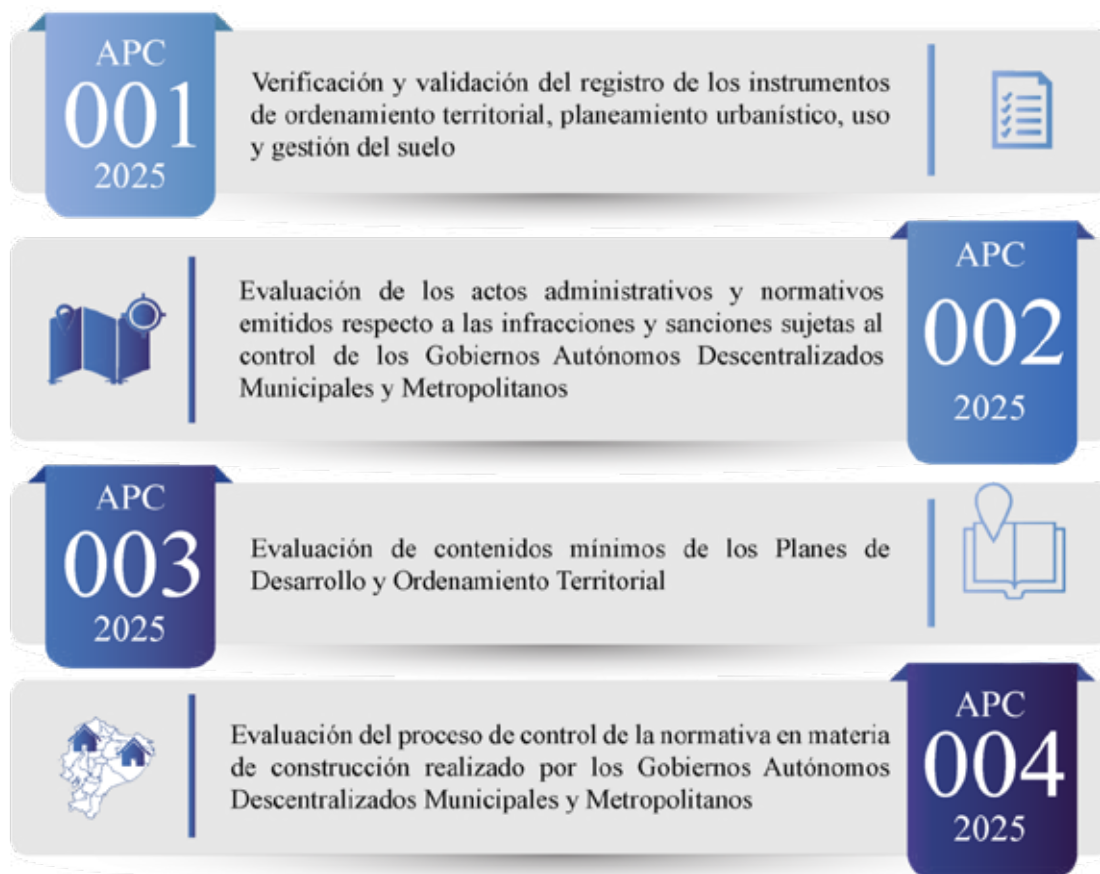 APC
001
2025
Verificación y validación del registro de los instrumentos
de ordenamiento territorial, planeamiento urbanístico, uso
y gestión del suelo
Evaluación de los actos administrativos y normativos
emitidos respecto a las infracciones y sanciones sujetas al
control de los Gobiernos Autónomos Descentralizados
Municipales y Metropolitanos
APC
002
2025
APC
003
2025
Evaluación de contenidos mínimos de los Planes de
Desarrollo y Ordenamiento Territorial
Evaluación del proceso de control de la normativa en materia
de construcción realizado por los Gobiernos Autónomos
Descentralizados Municipales y Metropolitanos
APC
004
2025